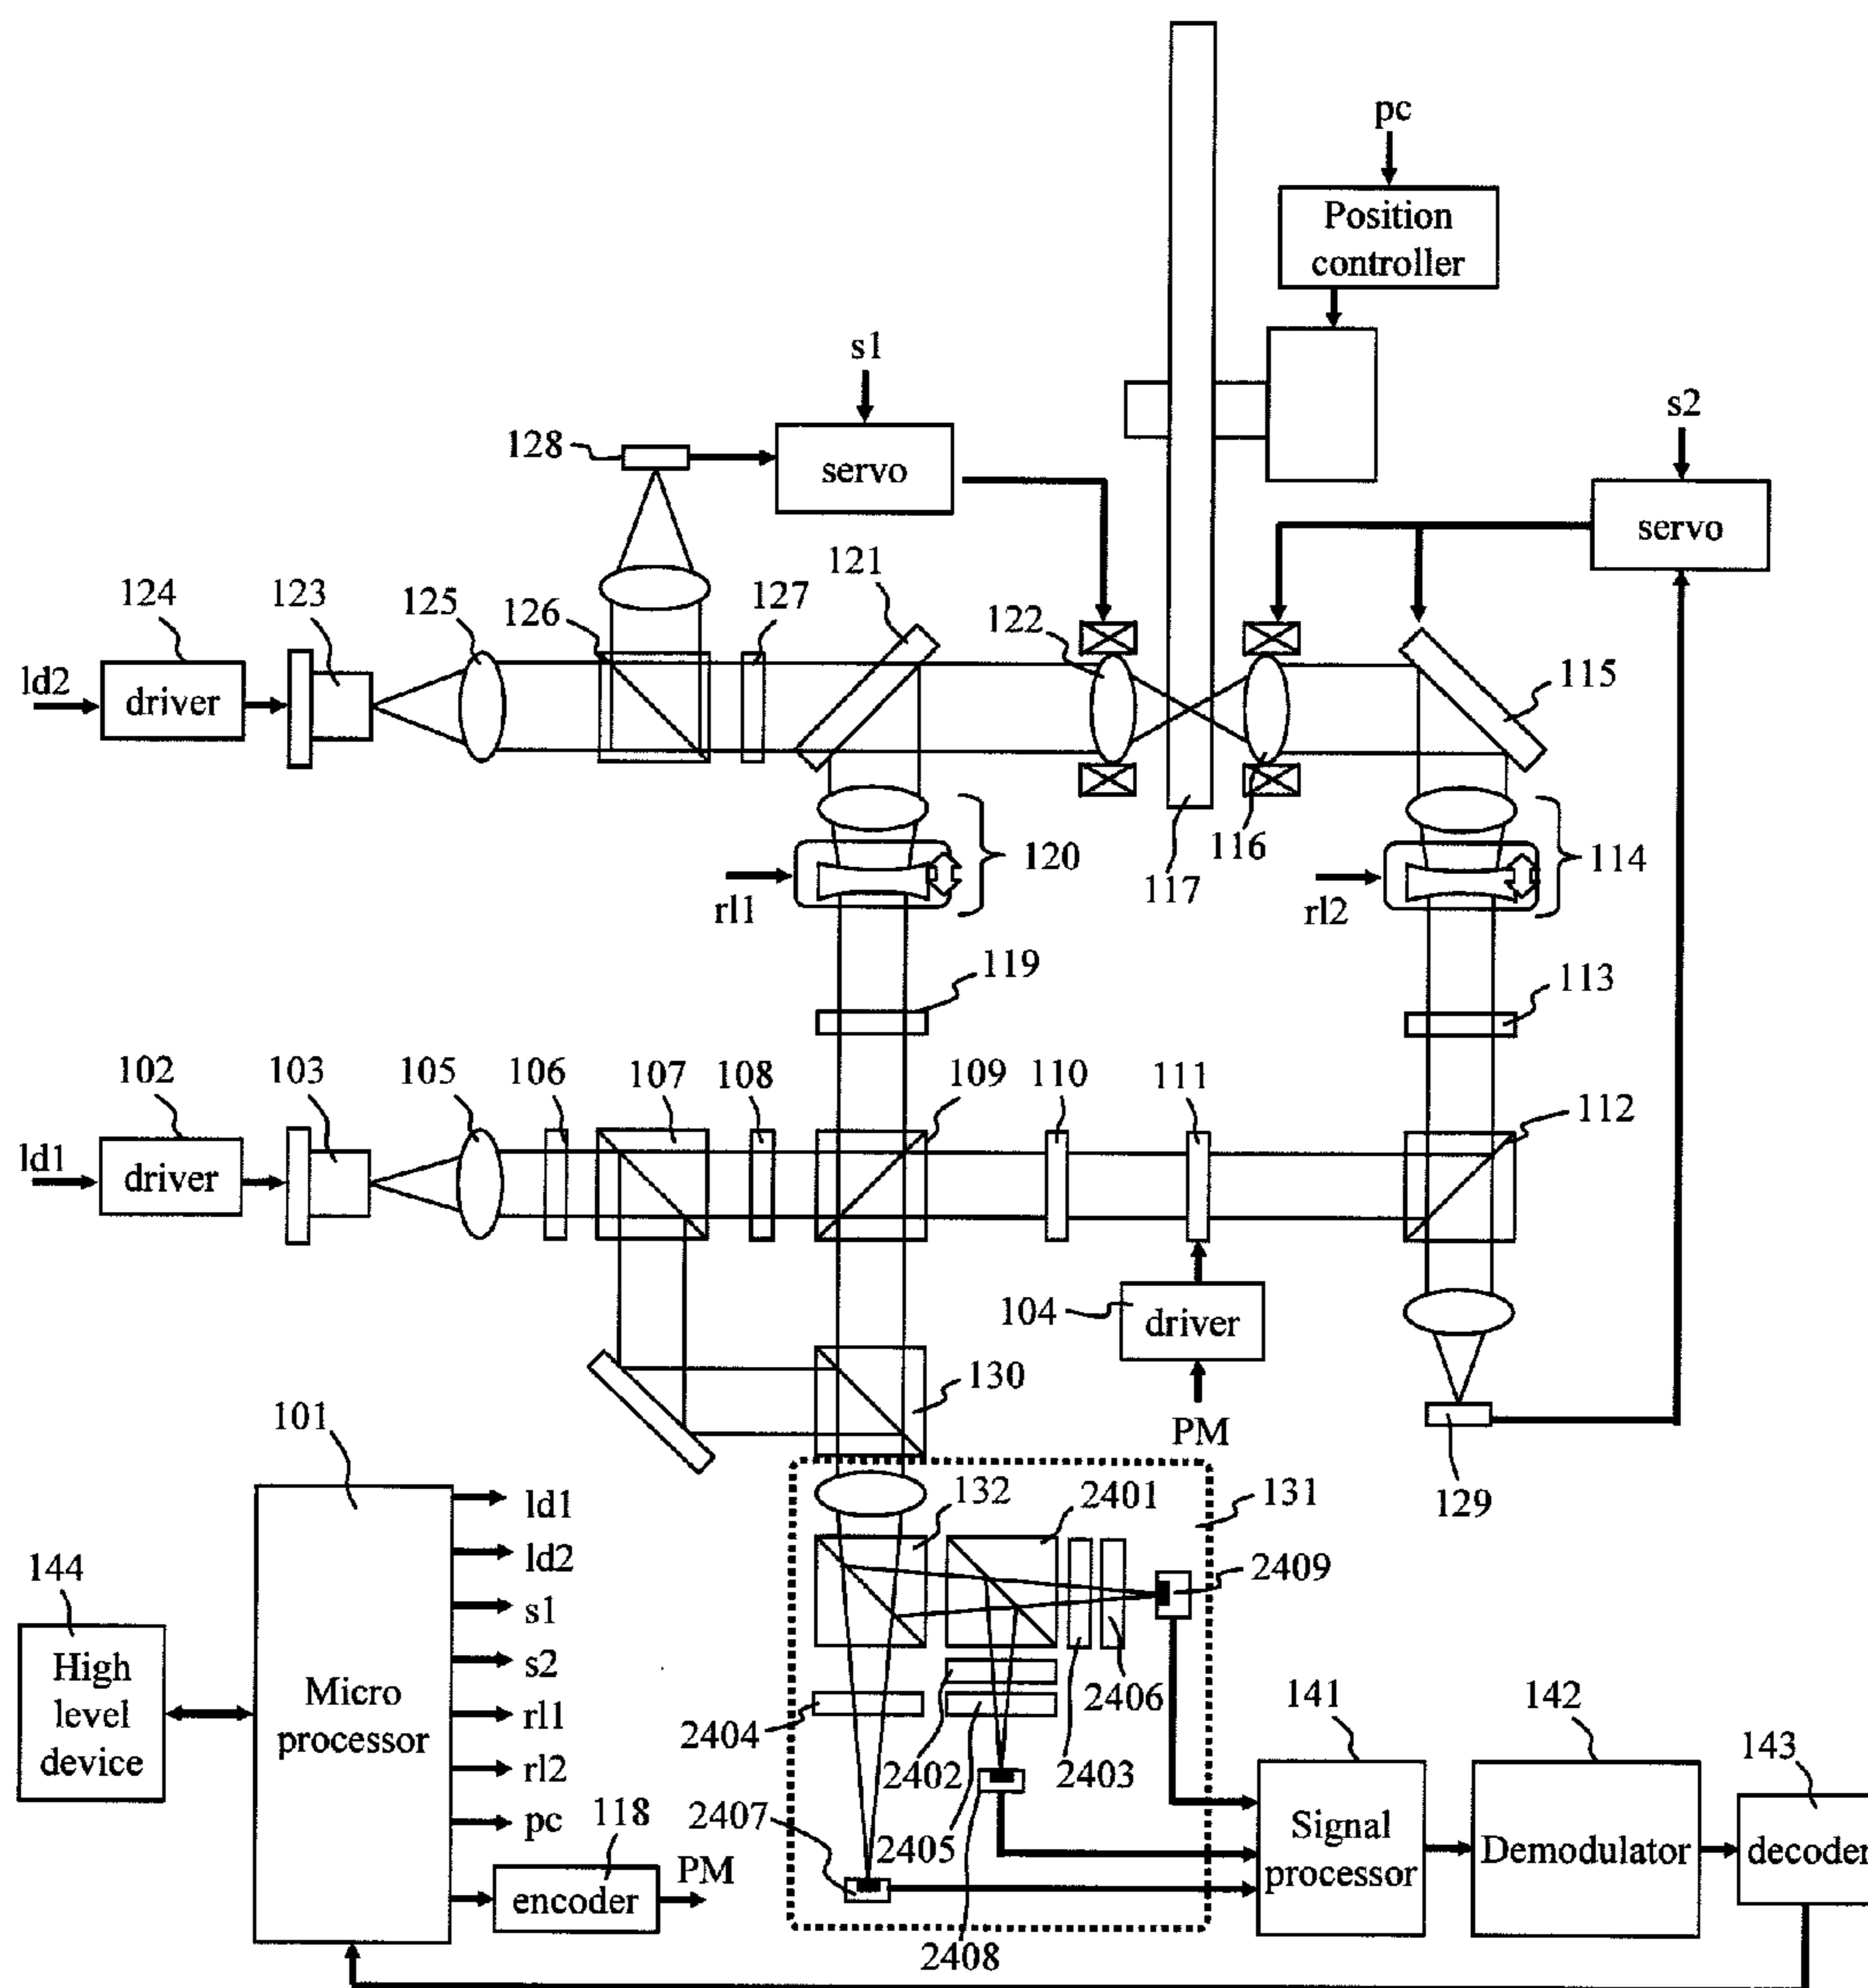 pc
Position
controller
s1
servo
s2
servo
128
124
123
125
126
127
121
122
115
ld2
driver
117
116
120
114
rl1
rl2
119
113
102
103
105
106
107
108
109
110
111
112
ld1
driver
104
driver
130
PM
129
101
132
2401
131
2409
ld1
ld2
s1
s2
rl1
rl2
pc
144
High
level
device
Micro
processor
118
PM
encoder
2404
2402
2403
2406
2407
2405
2408
141
142
143
Signal
processor
Demodulator
decoder